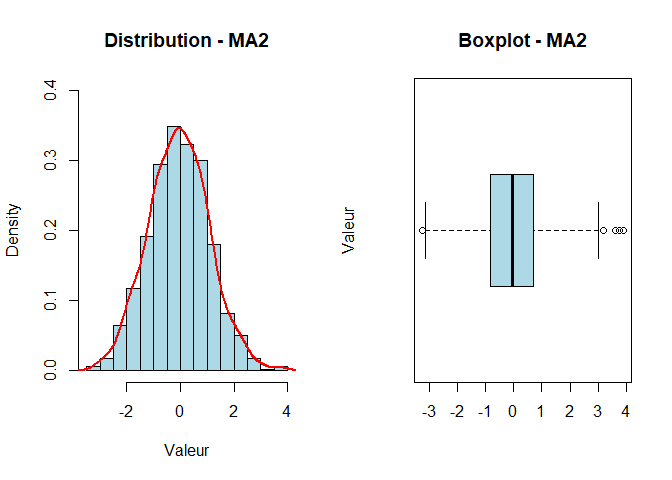 Distribution - MA2
Density
0.0 0.1 0.2 0.3 0.4
-2 0 2 4
Valeur
Boxplot - MA2
Valeur
-3 -2 -1 0 1 2 3 4